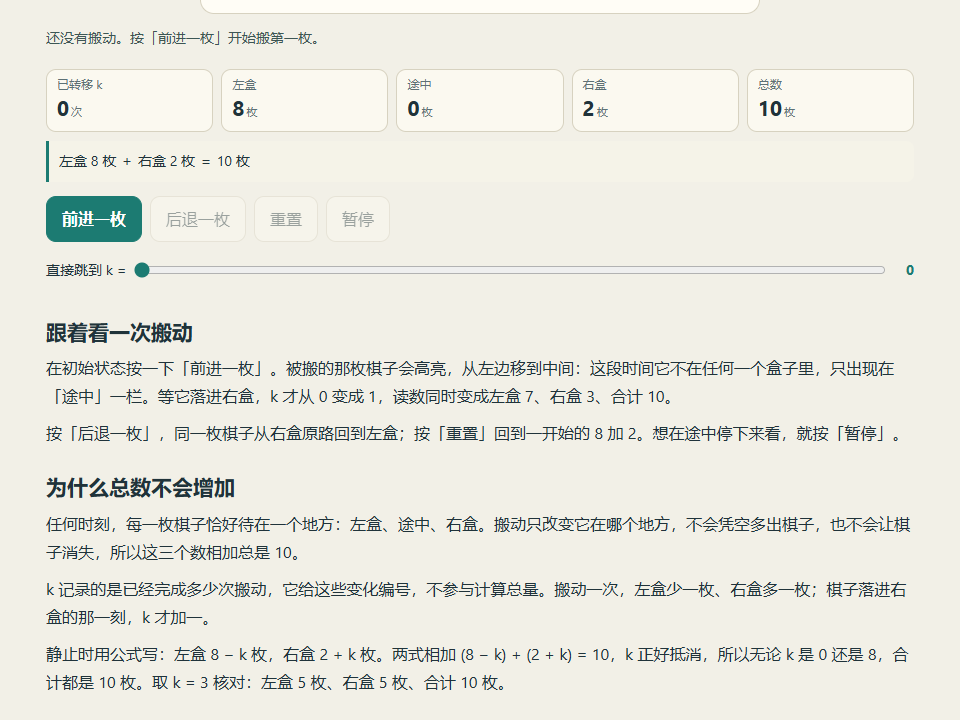 还没有搬动。按「前进一枚」开始搬第一枚。
已转移 k 左盒 途中 右盒 总数
0次 8枚 0枚 2枚 10枚
左盒 8 枚 + 右盒 2 枚 = 10 枚
前进一枚 后退一枚 重置 暂停
直接跳到 k = 0
跟着看一次搬动
在初始状态按一下「前进一枚」。被搬的那枚棋子会高亮，从左边移到中间：这段时间它不在任何一个盒子里，只出现在
「途中」一栏。等它落进右盒，k 才从 0 变成 1，读数同时变成左盒 7、右盒 3、合计 10。
按「后退一枚」，同一枚棋子从右盒原路回到左盒；按「重置」回到一开始的 8 加 2。想在途中停下来看，就按「暂停」。
为什么总数不会增加
任何时刻，每一枚棋子恰好待在一个地方：左盒、途中、右盒。搬动只改变它在哪个地方，不会凭空多出棋子，也不会让棋
子消失，所以这三个数相加总是 10。
k 记录的是已经完成多少次搬动，它给这些变化编号，不参与计算总量。搬动一次，左盒少一枚、右盒多一枚；棋子落进右
盒的那一刻，k 才加一。
静止时用公式写：左盒 8 − k 枚，右盒 2 + k 枚。两式相加 (8 − k) + (2 + k) = 10，k 正好抵消，所以无论 k 是 0 还是 8，合
计都是 10 枚。取 k = 3 核对：左盒 5 枚、右盒 5 枚、合计 10 枚。